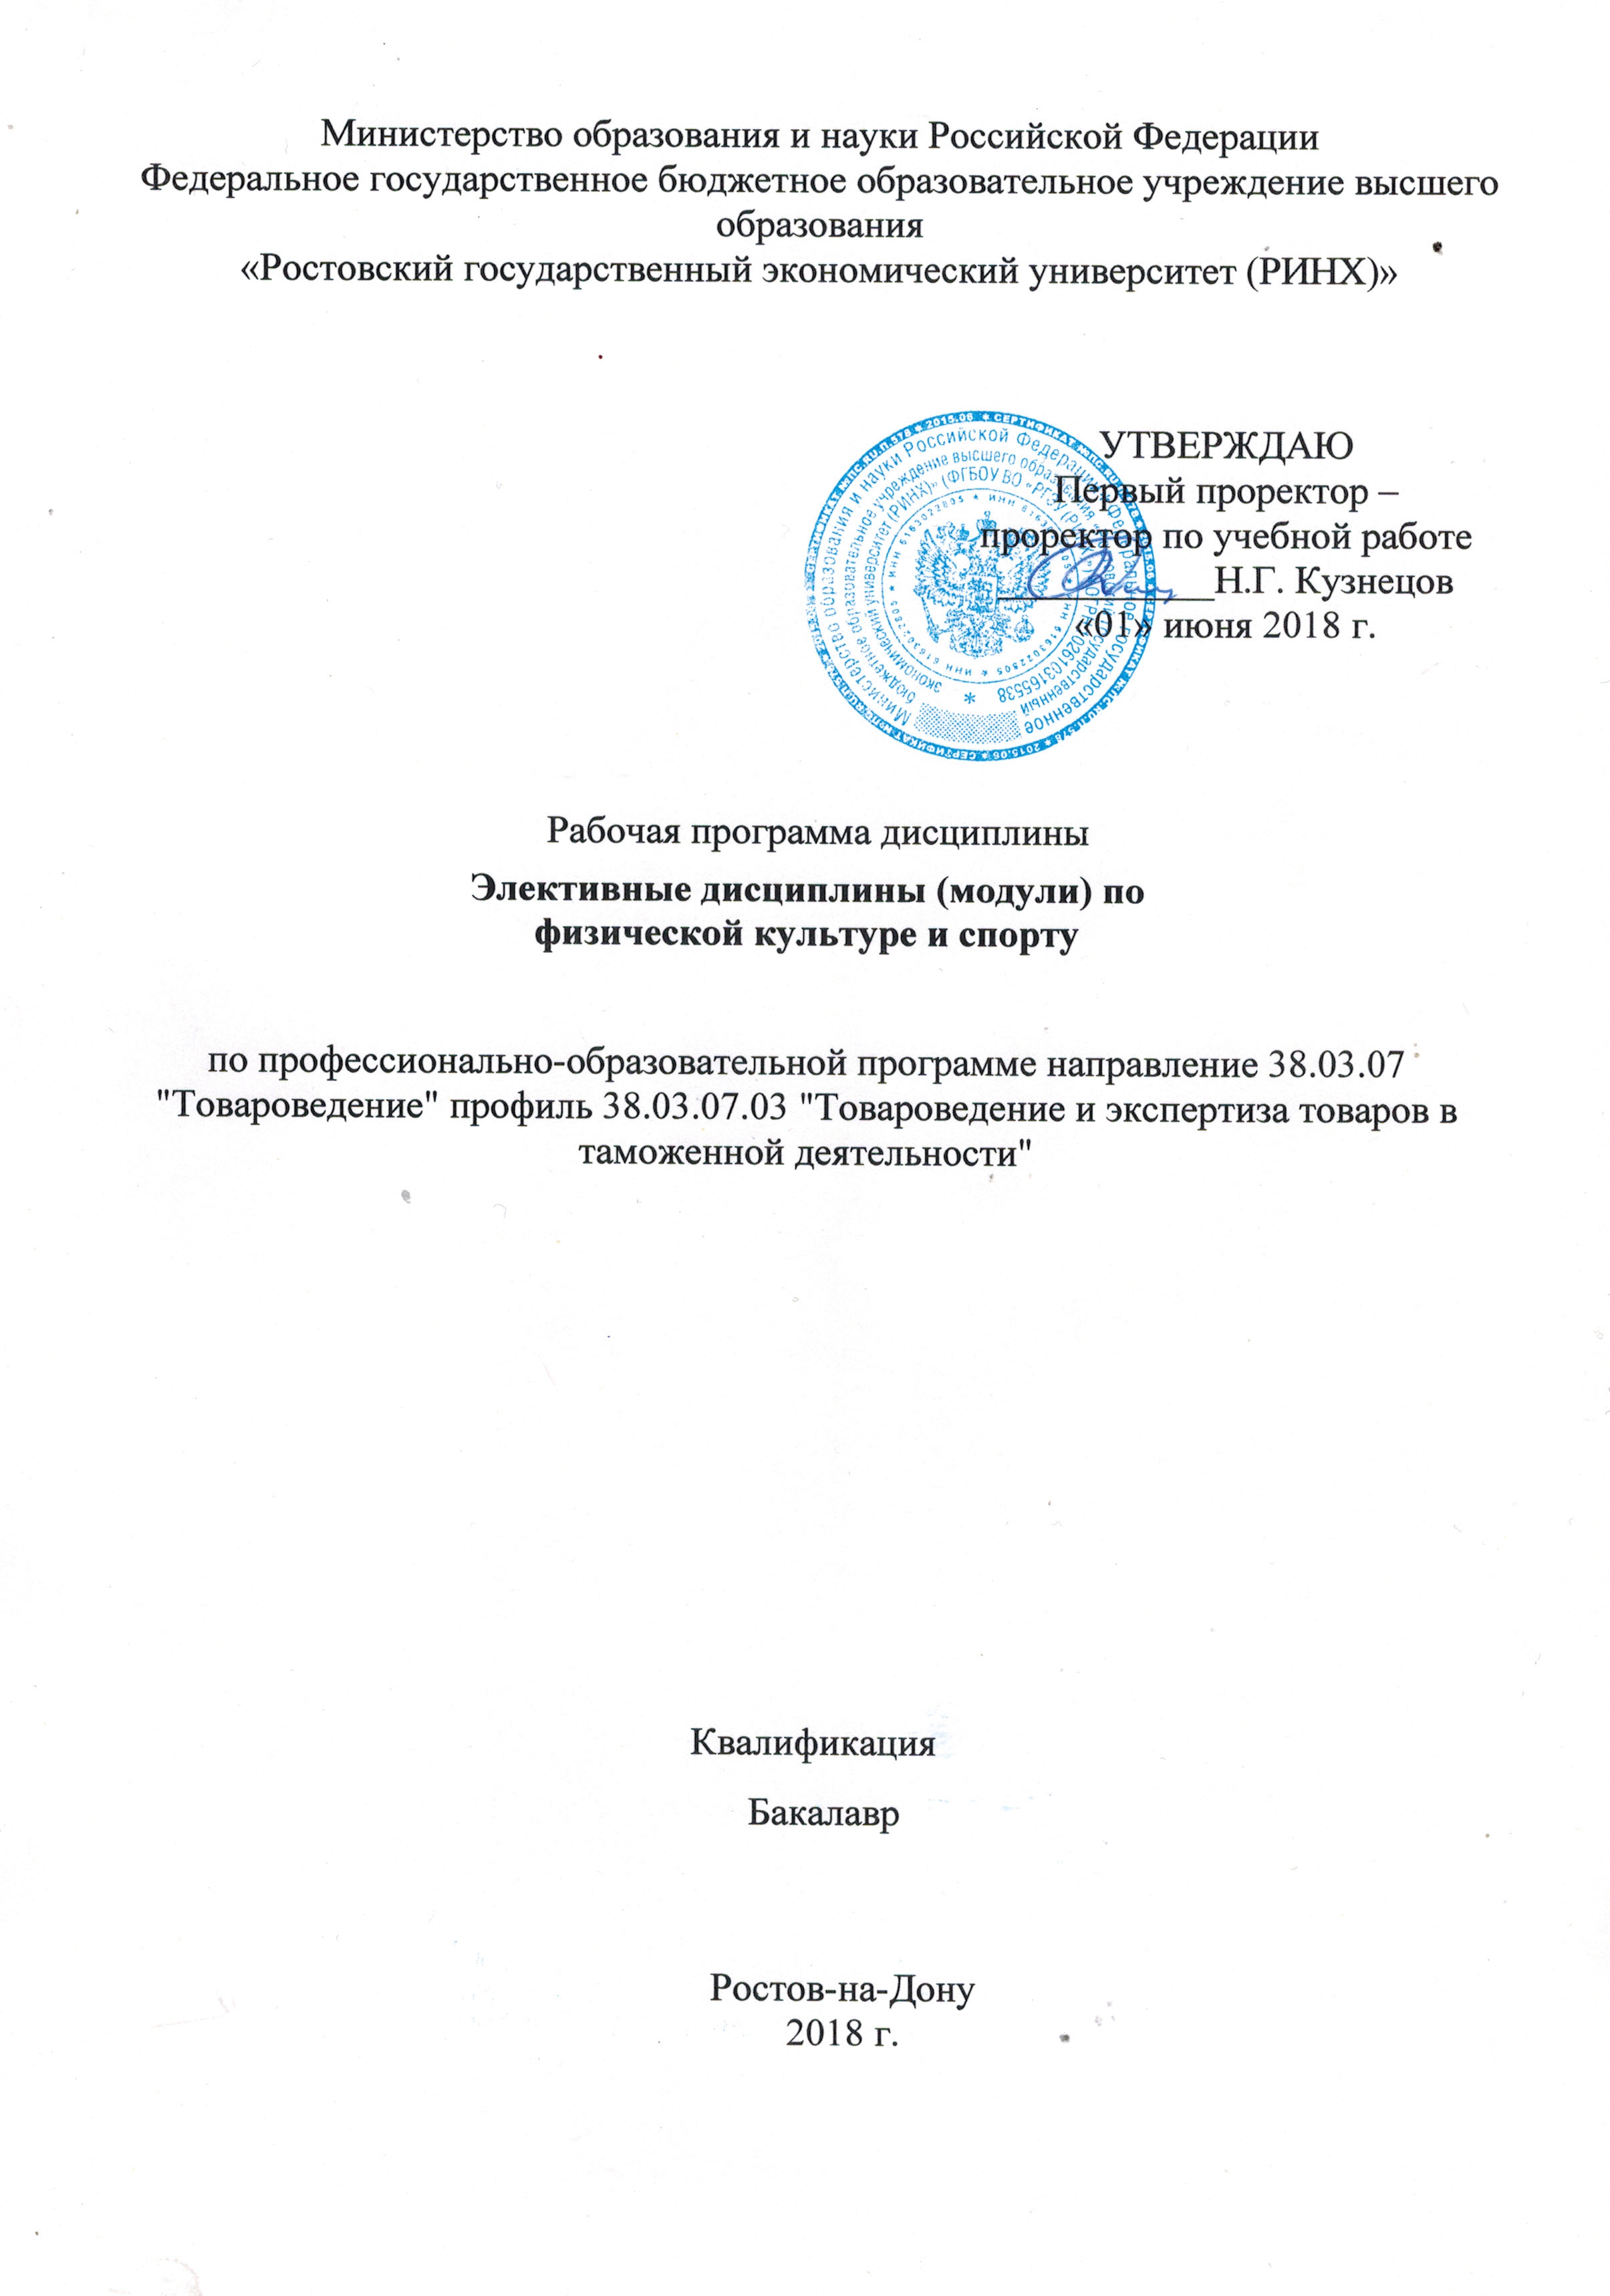 Министерство образования и науки Российской Федерации
Федеральное государственное бюджетное образовательное учреждение высшего
образования
«Ростовский государственный экономический университет (РИНХ)»
УТВЕРЖДАЮ
Первый проректор –
проректор по учебной работе
Н.Г. Кузнецов
«01» июня 2018 г.
Рабочая программа дисциплины
Элективные дисциплины (модули) по
физической культуре и спорту
по профессионально-образовательной программе направление 38.03.07
"Товароведение" профиль 38.03.07.03 "Товароведение и экспертиза товаров в
таможенной деятельности"
Квалификация
Бакалавр
Ростов-на-Дону
2018 г.